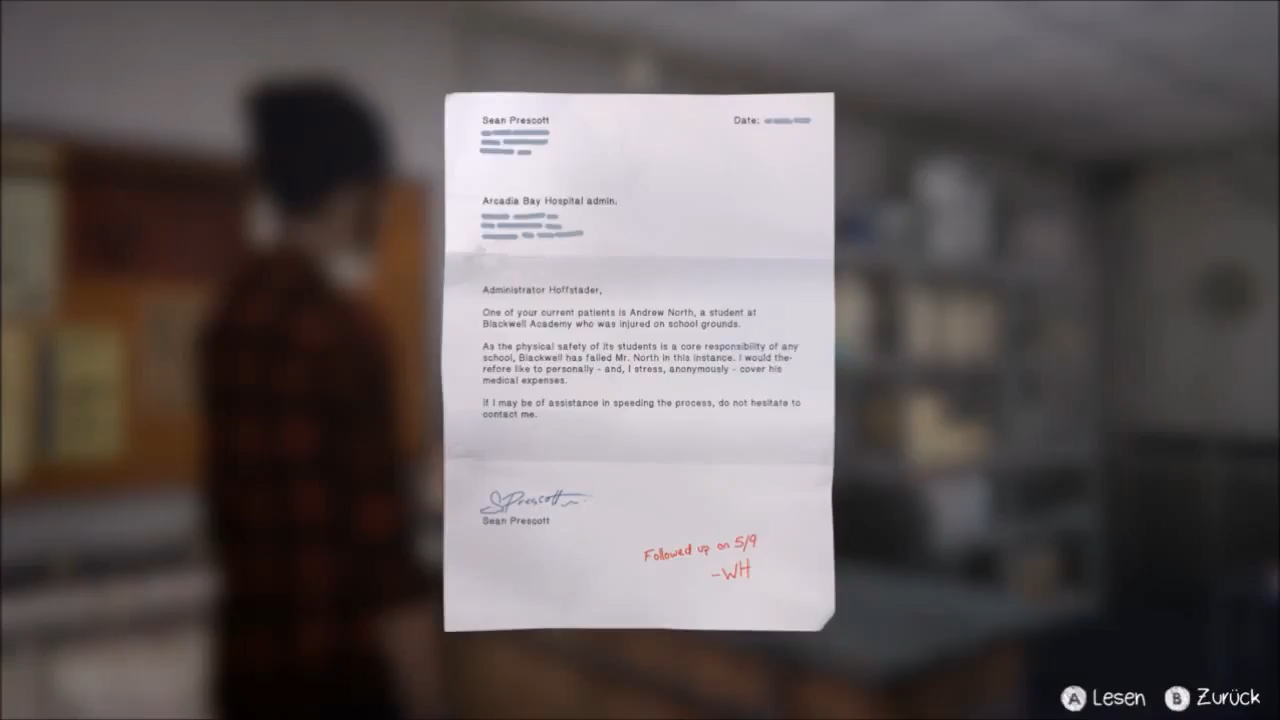 Sean Prescott
Date:
Arcadia Bay Hospital admin.
Administrator Hoffstader,
One of your current patients is Andrew North, a student at
Blackwell Academy who was injured on school grounds.
As the physical safety of its students is a core responsibility of any
school, Blackwell has failed Mr. North in this instance. I would the-
refore like to personally - and, I stress, anonymously - cover his
medical expenses.
If I may be of assistance in speeding the process, do not hesitate to
contact me.
SPrescott
Sean Prescott
Followed up on 5/9
-WH
A Lesen B Zurück